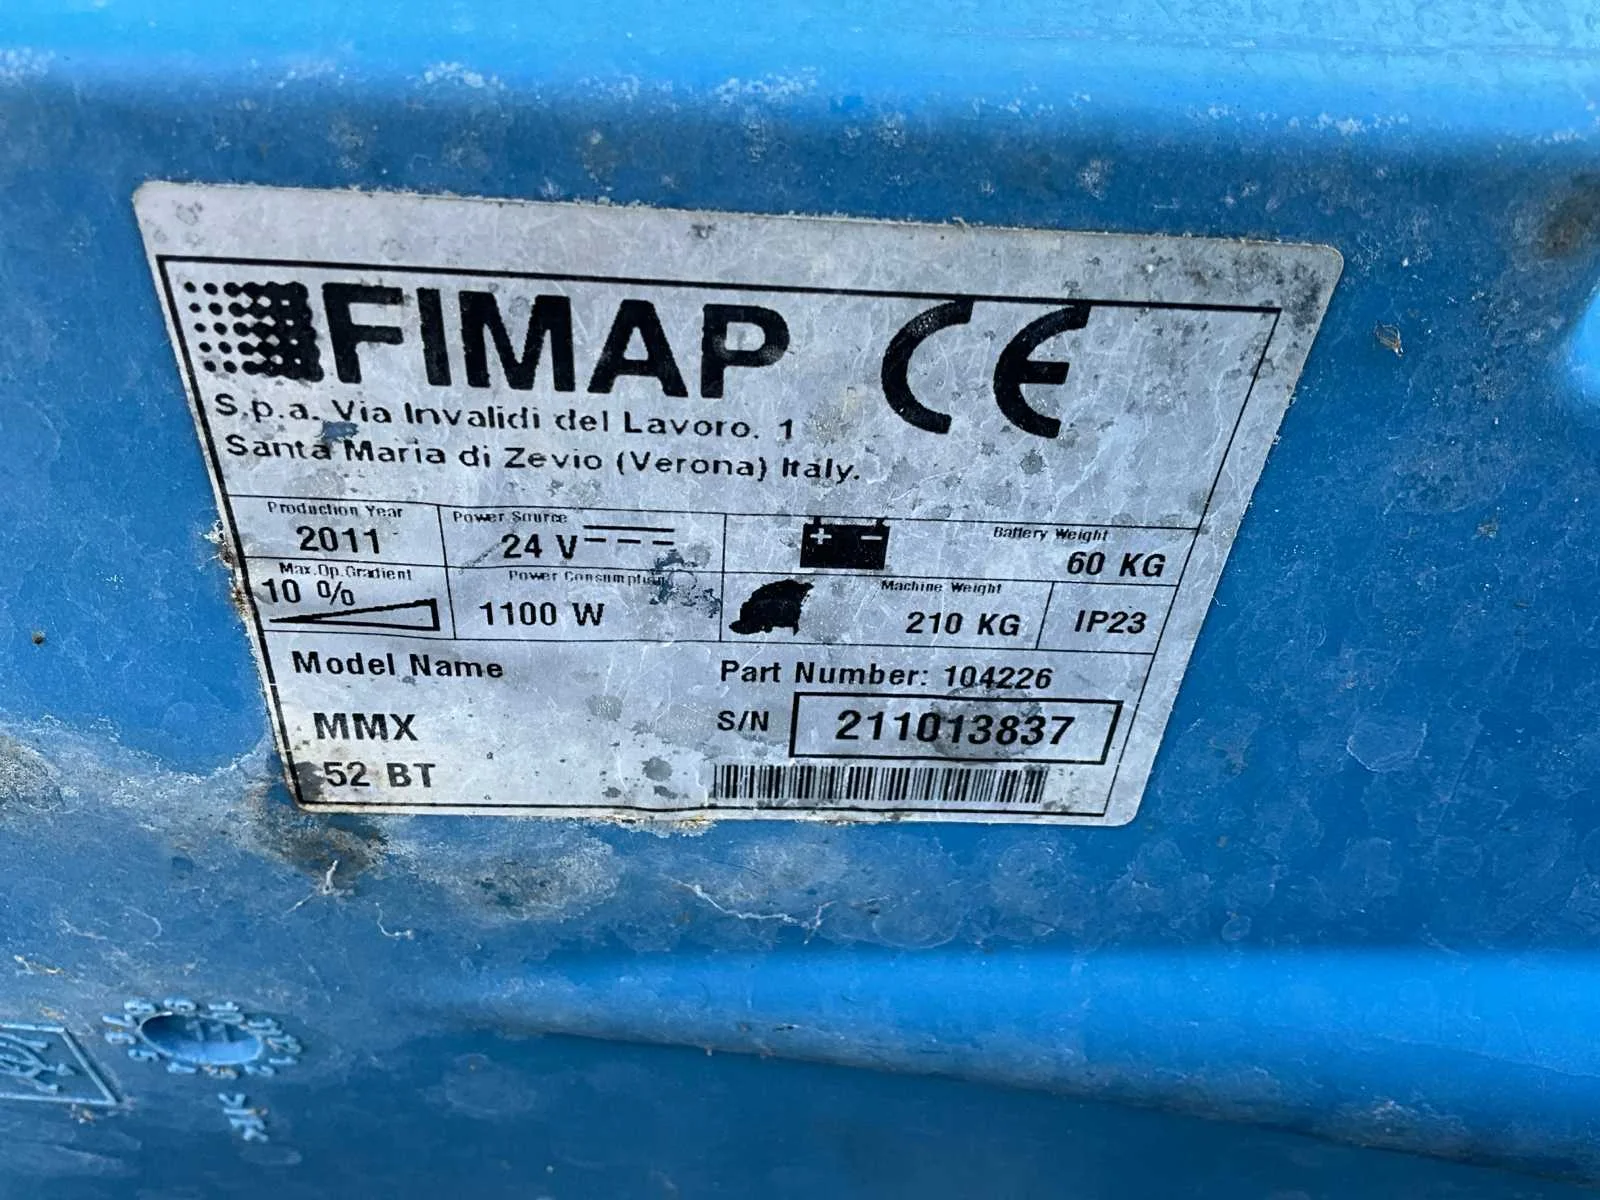 FIMAP CE
S.p.a. Via Invalidi del Lavoro. 1
Santa Maria di Zevio (Verona) Italy.
Production Year
2011
Power Source
24 V
Battery Weight
60 KG
Max.Op.Gradient
10 %
Power Consumption
1100 W
Machine Weight
210 KG
IP23
Model Name
MMX
52 BT
Part Number: 104226
S/N 211013837